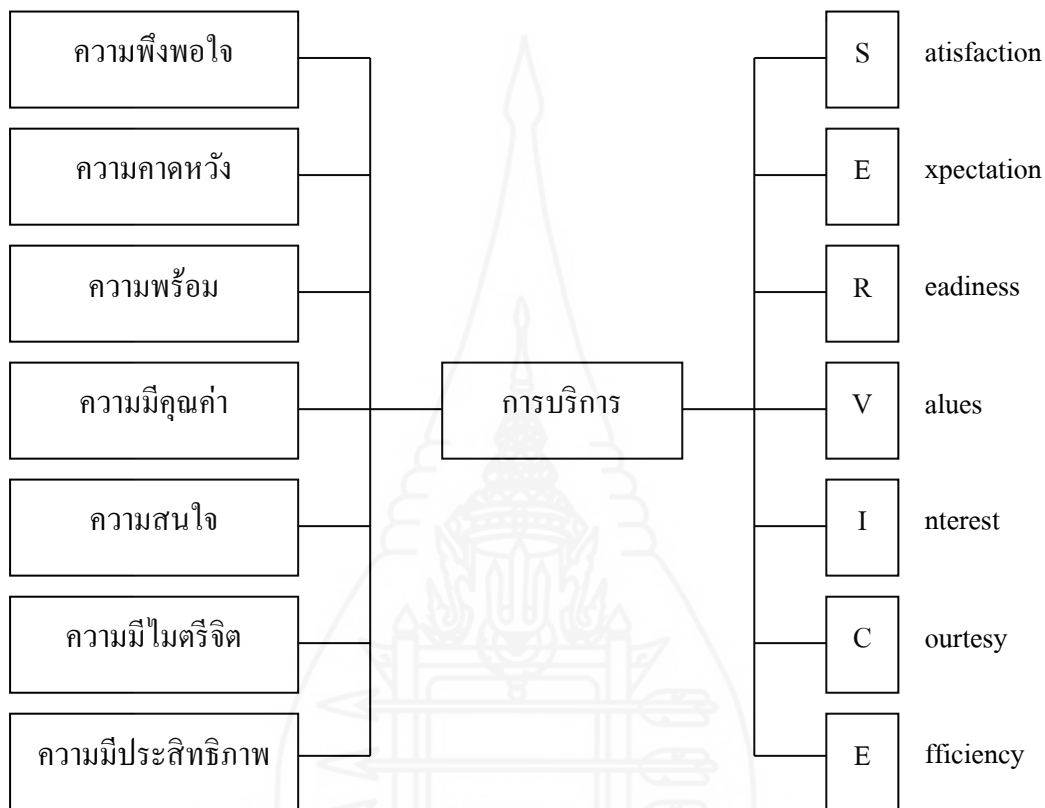 ความพึงพอใจ
S atisfaction
ความคาดหวัง
E xpectation
ความพร้อม
R eadiness
ความมีคุณค่า
การบริการ
V alues
ความสนใจ
I nterest
ความมีไมตรีจิต
C ourtesy
ความมีประสิทธิภาพ
E fficiency